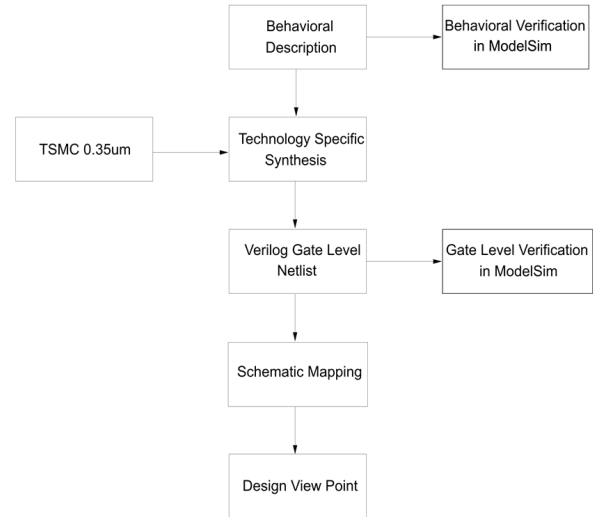 Behavioral
Description
Behavioral Verification
in ModelSim
TSMC 0.35um
Technology Specific
Synthesis
Verilog Gate Level
Netlist
Gate Level Verification
in ModelSim
Schematic Mapping
Design View Point